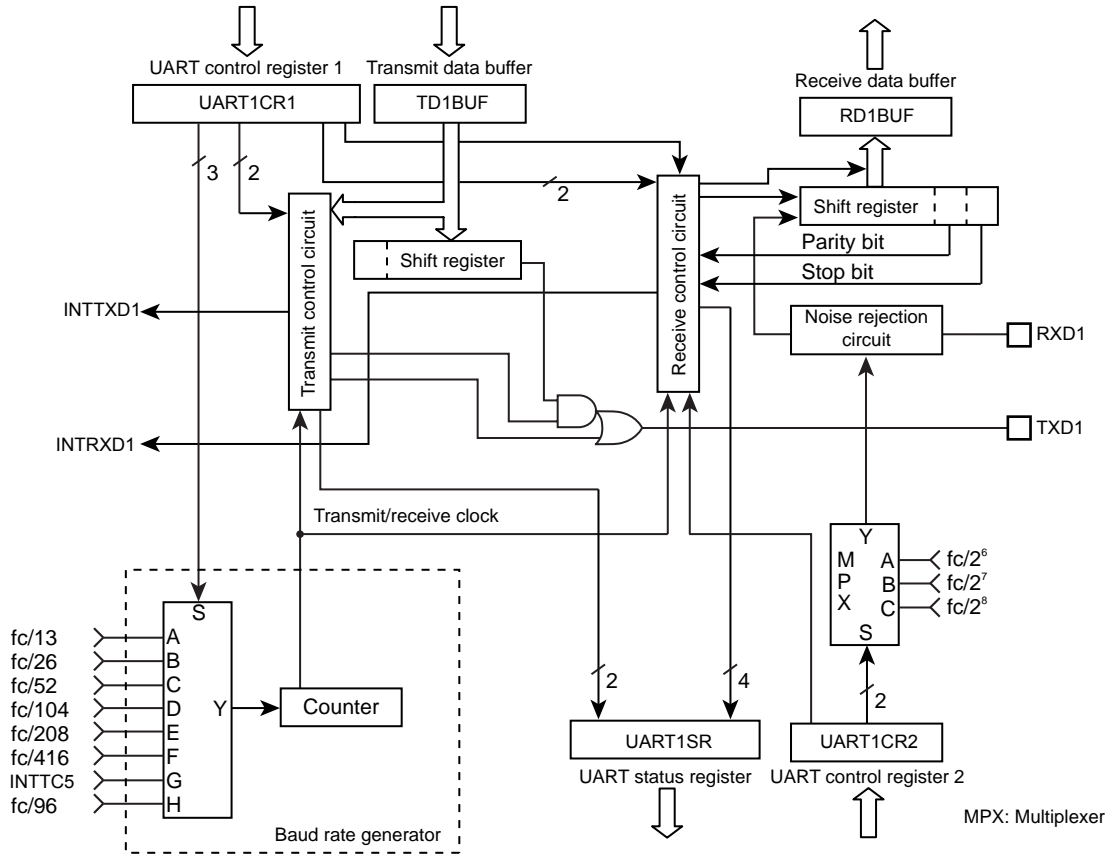 UART control register 1
Transmit data buffer
Receive data buffer
UART1CR1
TD1BUF
RD1BUF
3
2
2
Transmit control circuit
Shift register
Receive control circuit
Shift register
Parity bit
Stop bit
INTTXD1
Noise rejection
circuit
RXD1
INTRXD1
TXD1
Transmit/receive clock
Y
M
P
X
A
B
C
S
fc/2⁶
fc/2⁷
fc/2⁸
S
fc/13
fc/26
fc/52
fc/104
fc/208
fc/416
INTTC5
fc/96
A
B
C
D
E
F
G
H
Y
Counter
2
4
2
UART1SR
UART1CR2
UART status register
UART control register 2
Baud rate generator
MPX: Multiplexer